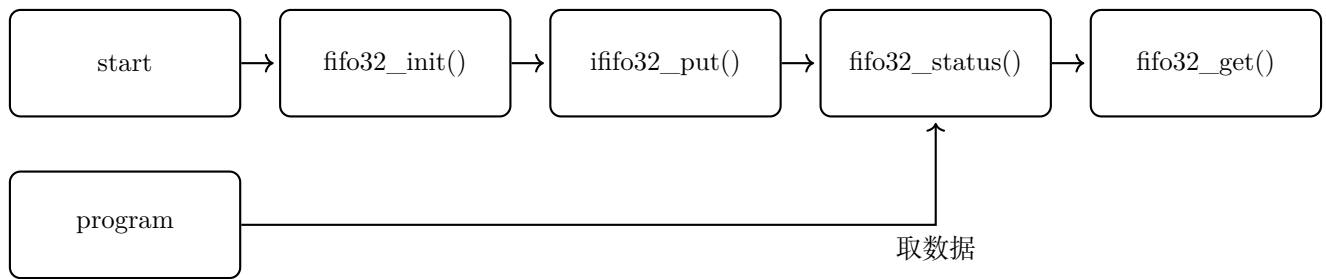 start
fifo32_init()
ififo32_put()
fifo32_status()
fifo32_get()
program
取数据